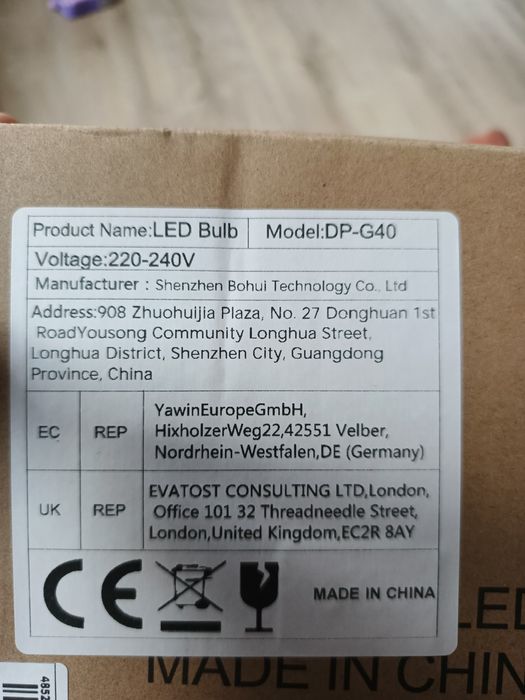 Product Name:LED Bulb Model:DP-G40
Voltage:220-240V
Manufacturer : Shenzhen Bohui Technology Co., Ltd
Address:908 Zhuohuijia Plaza, No. 27 Donghuan 1st
RoadYousong Community Longhua Street,
Longhua District, Shenzhen City, Guangdong
Province, China
EC REP
YawinEuropeGmbH,
HixholzerWeg22,42551 Velber,
Nordrhein-Westfalen,DE (Germany)
UK REP
EVATOST CONSULTING LTD,London,
Office 101 32 Threadneedle Street,
London,United Kingdom,EC2R 8AY
CE
MADE IN CHINA
LED
MADE IN CHIN